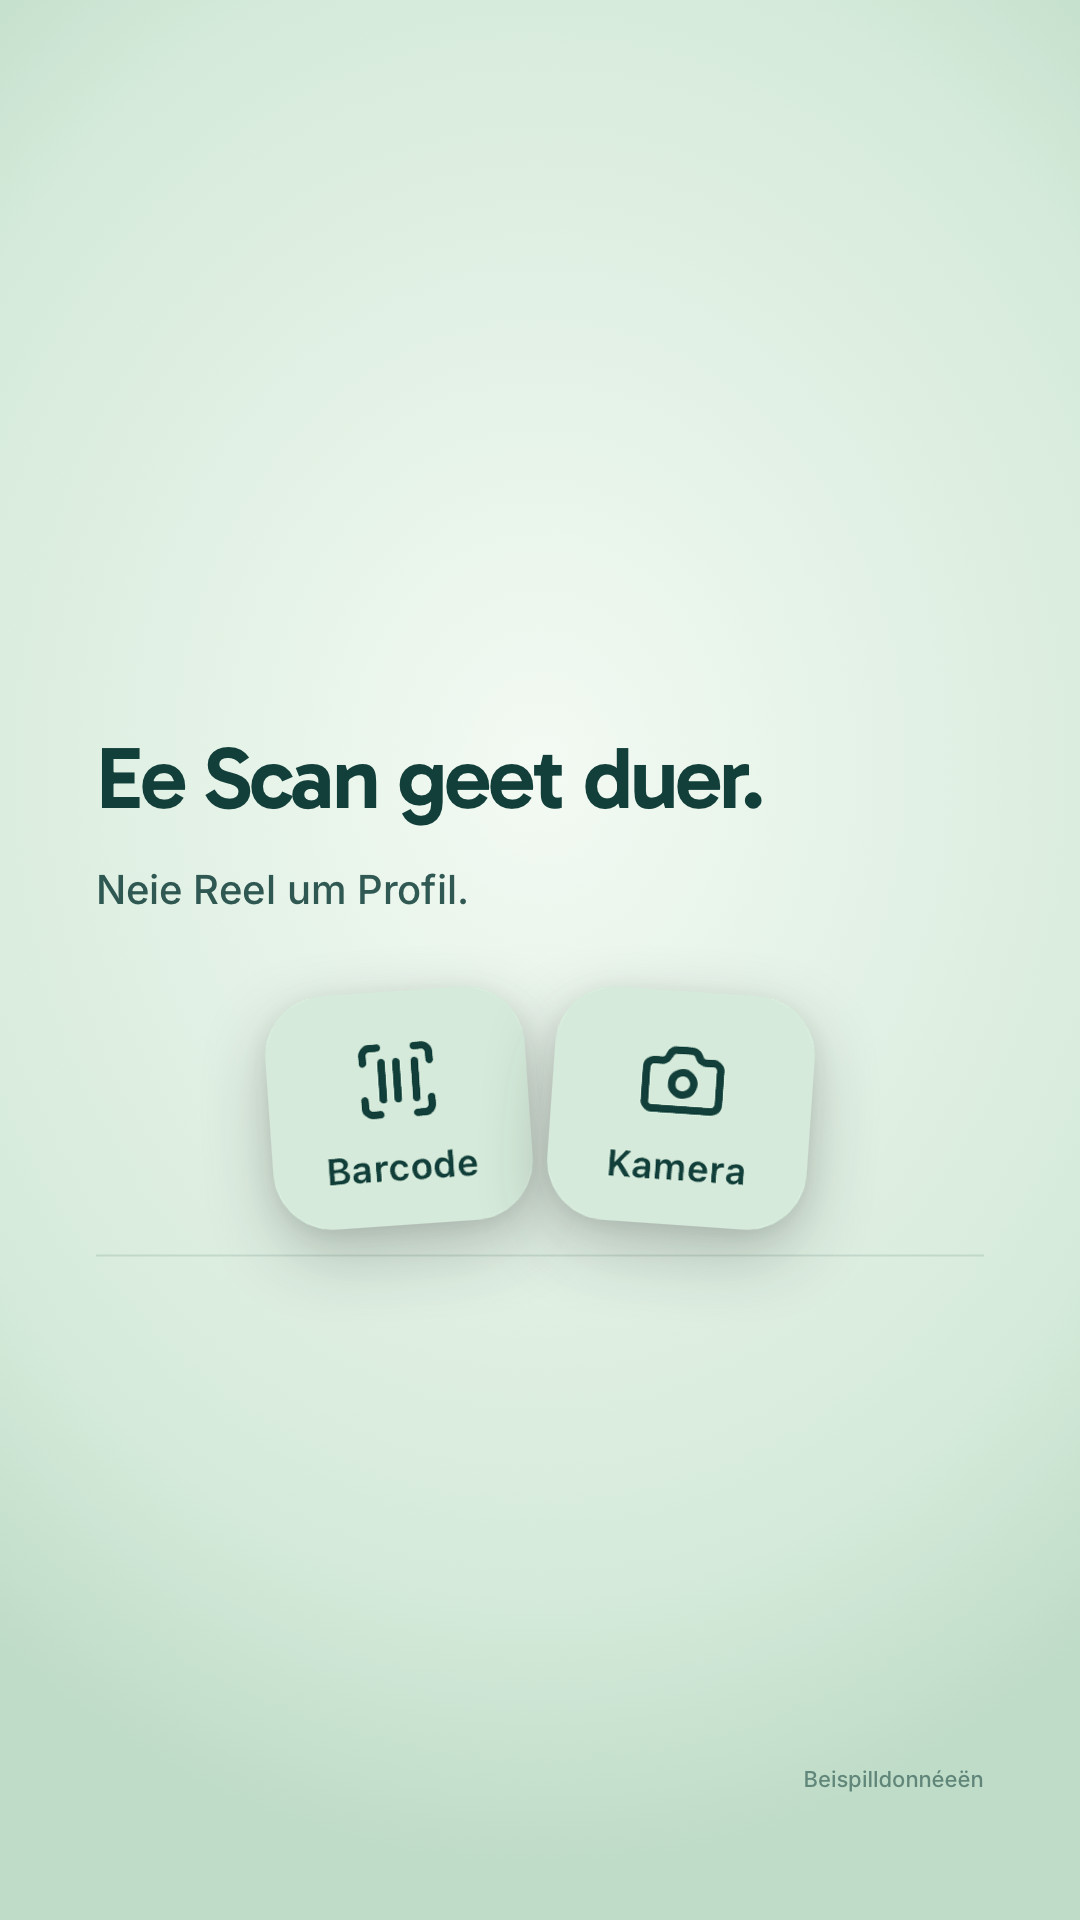 Ee Scan geet duer.
Neie Reel um Profil.
Barcode
Kamera
Beispilldonnéeën